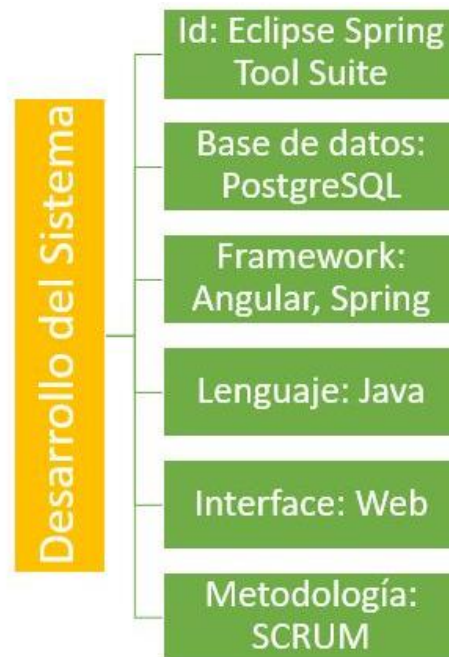 Desarrollo del Sistema
Id: Eclipse Spring
Tool Suite
Base de datos:
PostgreSQL
Framework:
Angular, Spring
Lenguaje: Java
Interface: Web
Metodología:
SCRUM